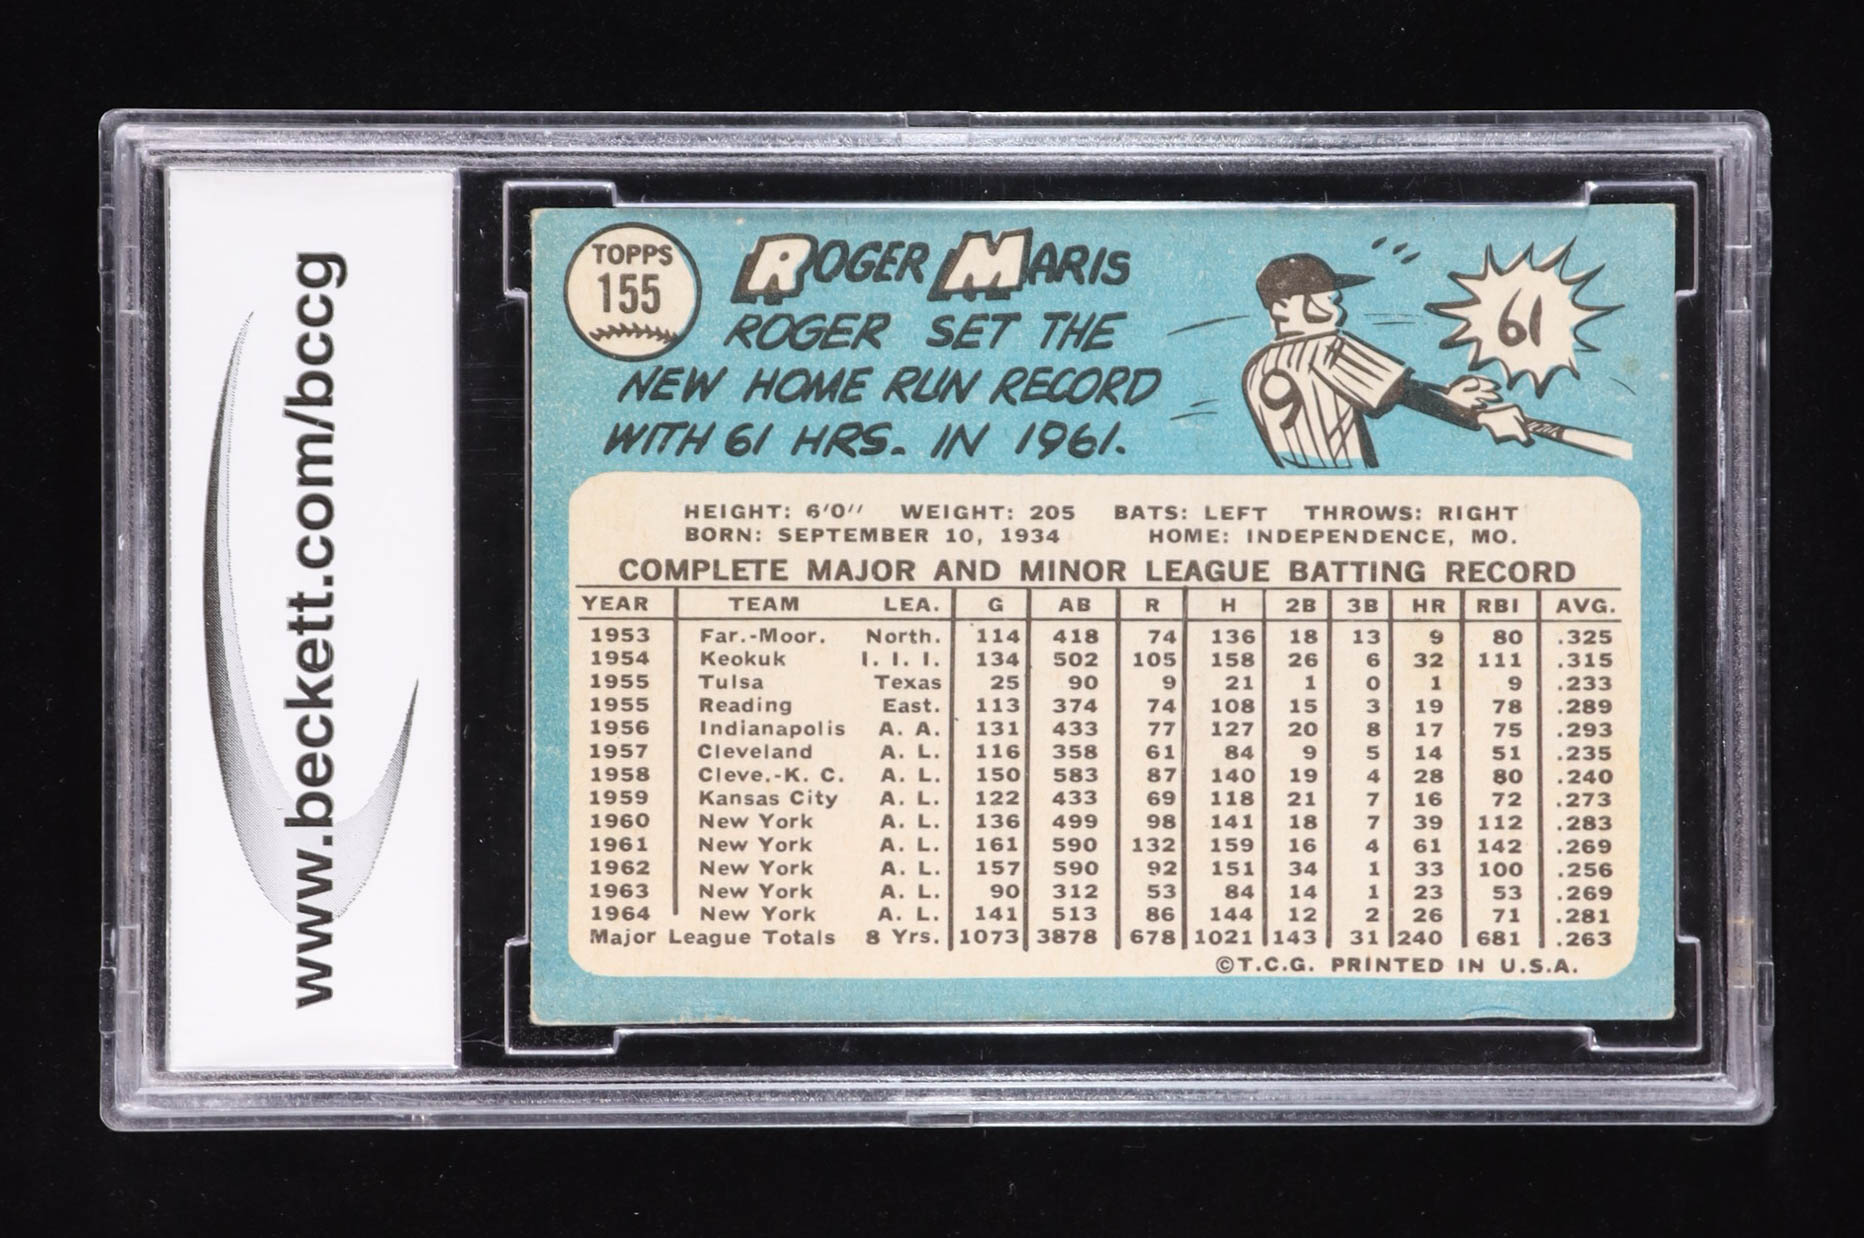 www.beckett.com/bccg
TOPPS
155
ROGER MARIS
ROGER SET THE
NEW HOME RUN RECORD
WITH 61 HRS. IN 1961.
61
9
HEIGHT: 6'0" WEIGHT: 205 BATS: LEFT THROWS: RIGHT
BORN: SEPTEMBER 10, 1934 HOME: INDEPENDENCE, MO.
COMPLETE MAJOR AND MINOR LEAGUE BATTING RECORD
YEAR TEAM LEA. G AB R H 2B 3B HR RBI AVG.
1953 Far.-Moor. North. 114 418 74 136 18 13 9 80 .325
1954 Keokuk I. I. I. 134 502 105 158 26 6 32 111 .315
1955 Tulsa Texas 25 90 9 21 1 0 1 9 .233
1955 Reading East. 113 374 74 108 15 3 19 78 .289
1956 Indianapolis A. A. 131 433 77 127 20 8 17 75 .293
1957 Cleveland A. L. 116 358 61 84 9 5 14 51 .235
1958 Cleve.-K. C. A. L. 150 583 87 140 19 4 28 80 .240
1959 Kansas City A. L. 122 433 69 118 21 7 16 72 .273
1960 New York A. L. 136 499 98 141 18 7 39 112 .283
1961 New York A. L. 161 590 132 159 16 4 61 142 .269
1962 New York A. L. 157 590 92 151 34 1 33 100 .256
1963 New York A. L. 90 312 53 84 14 1 23 53 .269
1964 New York A. L. 141 513 86 144 12 2 26 71 .281
Major League Totals 8 Yrs. 1073 3878 678 1021 143 31 240 681 .263
©T.C.G. PRINTED IN U.S.A.